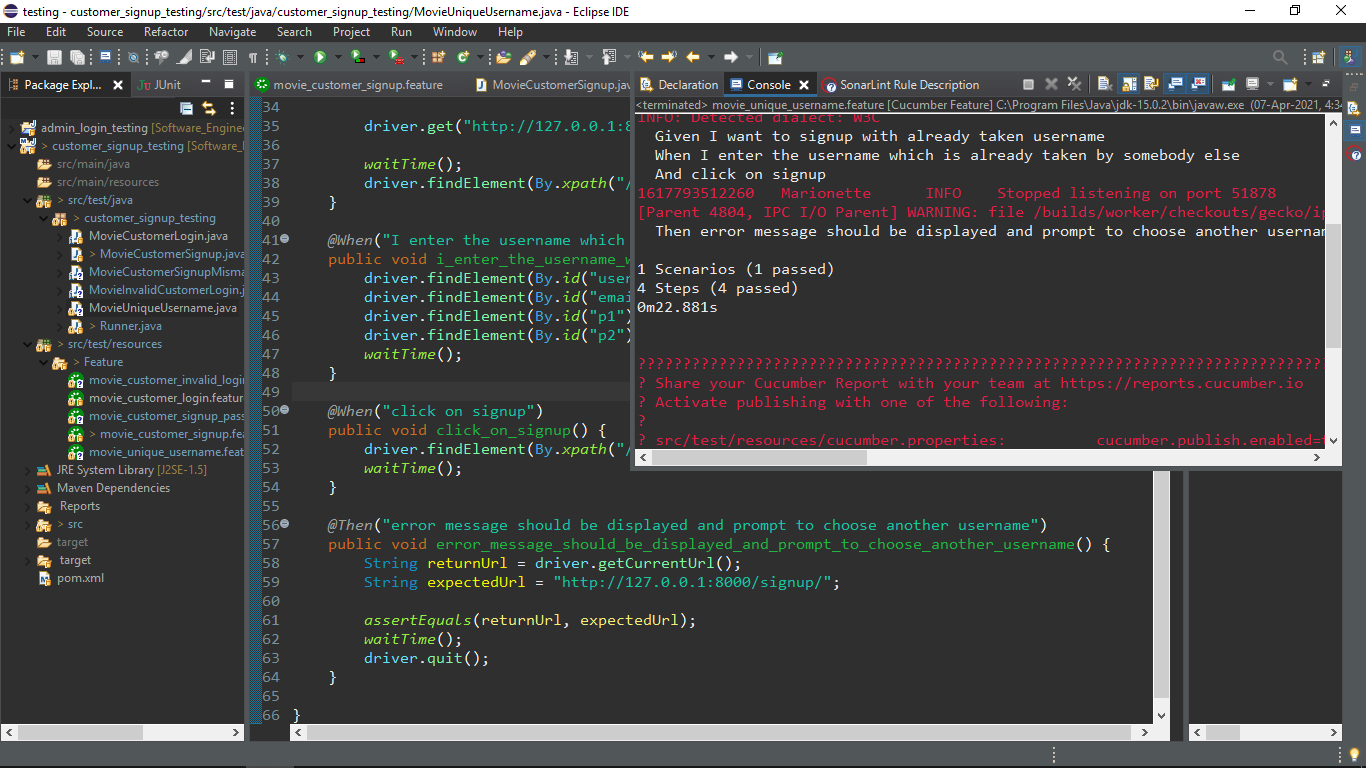 testing - customer_signup_testing/src/test/java/customer_signup_testing/MovieUniqueUsername.java - Eclipse IDE
File Edit Source Refactor Navigate Search Project Run Window Help
Package Expl...
JUnit
admin_login_testing [Software_Engine
> customer_signup_testing [Software_
src/main/java
src/main/resources
> src/test/java
> customer_signup_testing
MovieCustomerLogin.java
> MovieCustomerSignup.java
MovieCustomerSignupMisma
MovieInvalidCustomerLogin.j
MovieUniqueUsername.java
> Runner.java
> src/test/resources
> Feature
movie_customer_invalid_logi
movie_customer_login.featur
movie_customer_signup_pass
> movie_customer_signup.fea
movie_unique_username.feat
JRE System Library [J2SE-1.5]
Maven Dependencies
Reports
> src
target
target
pom.xml
movie_customer_signup.feature
MovieCustomerSignup.jav
34
35 driver.get("http://127.0.0.1:8
36
37 waitTime();
38 driver.findElement(By.xpath("/
39 }
40
41 @When("I enter the username which
42 public void i_enter_the_username_w
43 driver.findElement(By.id("user
44 driver.findElement(By.id("emai
45 driver.findElement(By.id("p1")
46 driver.findElement(By.id("p2")
47 waitTime();
48 }
49
50 @When("click on signup")
51 public void click_on_signup() {
52 driver.findElement(By.xpath("/
53 waitTime();
54 }
55
56 @Then("error message should be displayed and prompt to choose another username")
57 public void error_message_should_be_displayed_and_prompt_to_choose_another_username() {
58 String returnUrl = driver.getCurrentUrl();
59 String expectedUrl = "http://127.0.0.1:8000/signup/";
60
61 assertEquals(returnUrl, expectedUrl);
62 waitTime();
63 driver.quit();
64 }
65
66 }
Declaration
Console
SonarLint Rule Description
<terminated> movie_unique_username.feature [Cucumber Feature] C:\Program Files\Java\jdk-15.0.2\bin\javaw.exe (07-Apr-2021, 4:34
INFO: Detected dialect: W3C
Given I want to signup with already taken username
When I enter the username which is already taken by somebody else
And click on signup
1617793512260 Marionette INFO Stopped listening on port 51878
[Parent 4804, IPC I/O Parent] WARNING: file /builds/worker/checkouts/gecko/ip
Then error message should be displayed and prompt to choose another usernam
1 Scenarios (1 passed)
4 Steps (4 passed)
0m22.881s
?????????????????????????????????????????????????????????????????????????????
? Share your Cucumber Report with your team at https://reports.cucumber.io
? Activate publishing with one of the following:
?
? src/test/resources/cucumber.properties: cucumber.publish.enabled=t